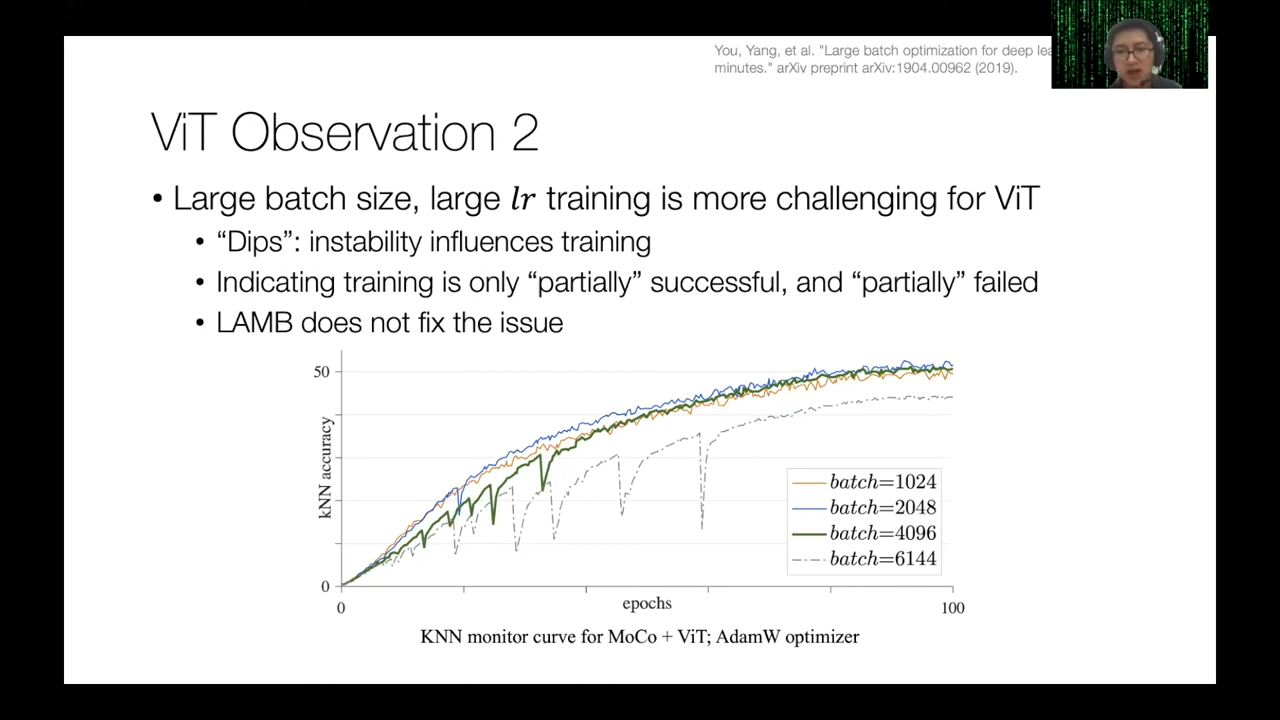 You, Yang, et al. "Large batch optimization for deep
minutes." arXiv preprint arXiv:1904.00962 (2019).
ViT Observation 2
• Large batch size, large lr training is more challenging for ViT
• “Dips”: instability influences training
• Indicating training is only “partially” successful, and “partially” failed
• LAMB does not fix the issue
50
kNN accuracy
batch=1024
batch=2048
batch=4096
batch=6144
0
0
epochs
100
KNN monitor curve for MoCo + ViT; AdamW optimizer